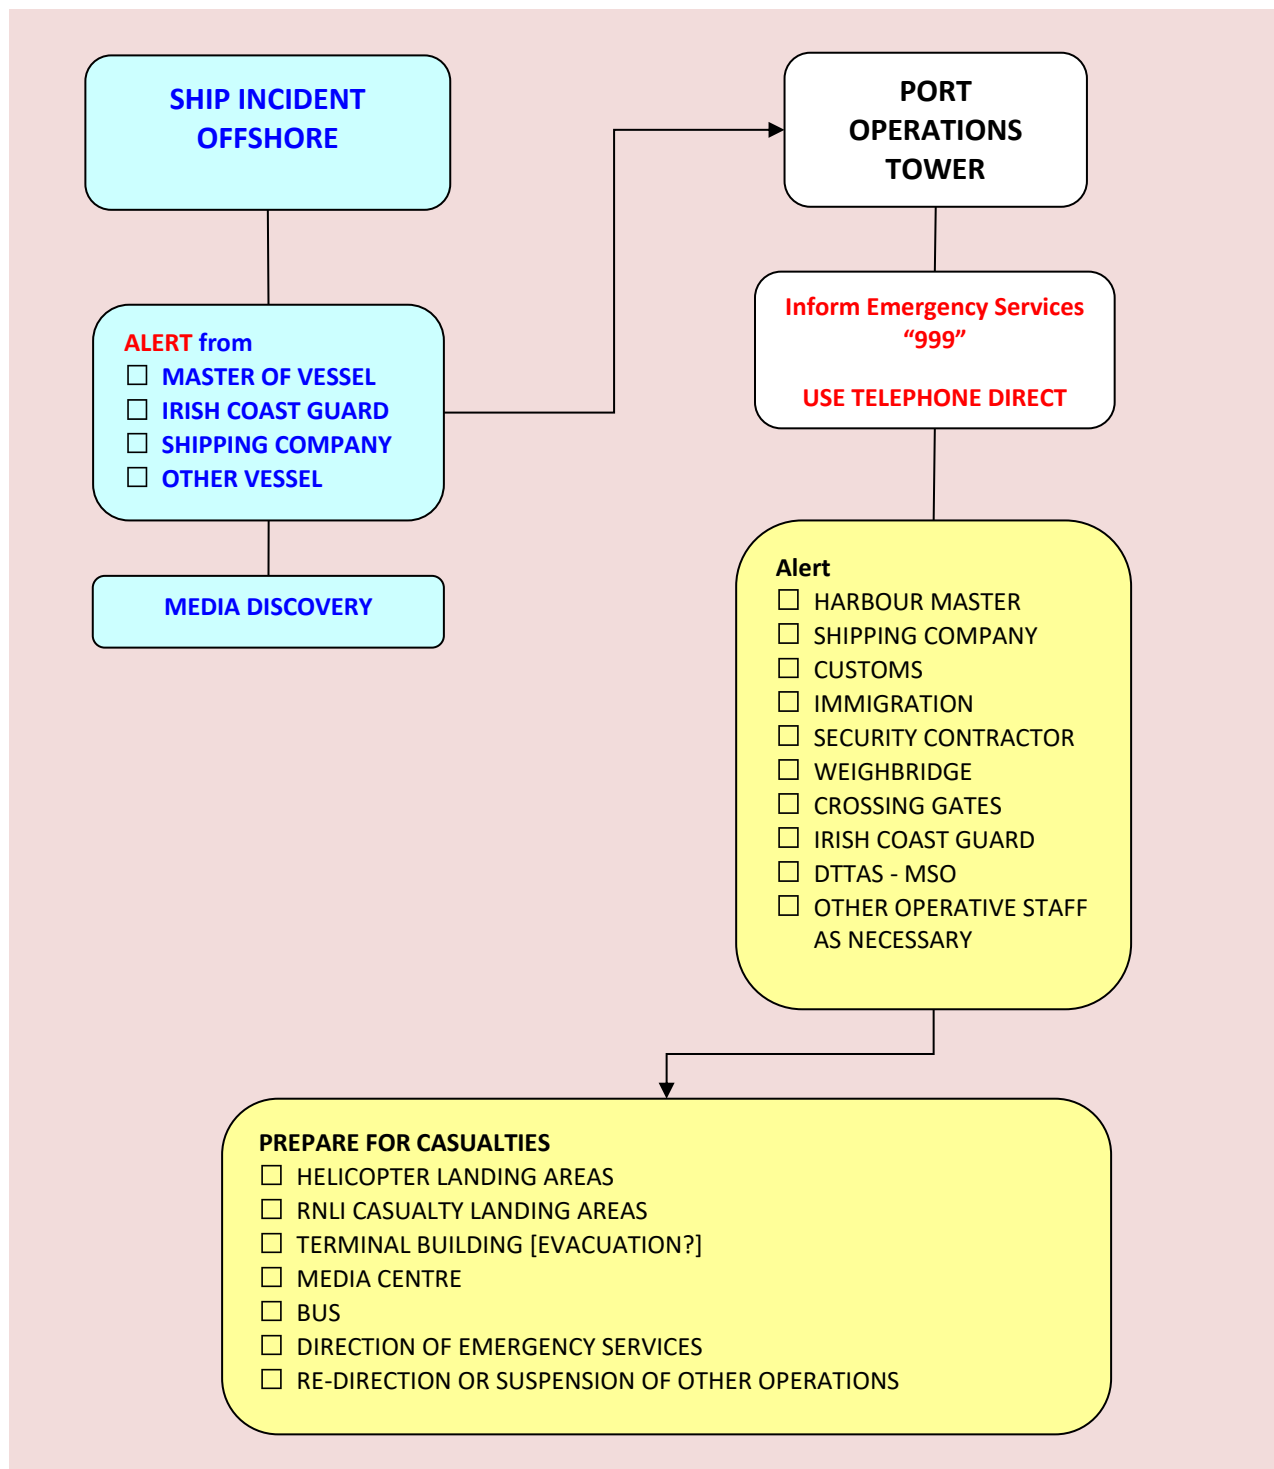 SHIP INCIDENT
OFFSHORE
ALERT from
☐ MASTER OF VESSEL
☐ IRISH COAST GUARD
☐ SHIPPING COMPANY
☐ OTHER VESSEL
MEDIA DISCOVERY
PORT
OPERATIONS
TOWER
Inform Emergency Services
“999”
USE TELEPHONE DIRECT
Alert
☐ HARBOUR MASTER
☐ SHIPPING COMPANY
☐ CUSTOMS
☐ IMMIGRATION
☐ SECURITY CONTRACTOR
☐ WEIGHBRIDGE
☐ CROSSING GATES
☐ IRISH COAST GUARD
☐ DTTAS - MSO
☐ OTHER OPERATIVE STAFF
AS NECESSARY
PREPARE FOR CASUALTIES
☐ HELICOPTER LANDING AREAS
☐ RNLI CASUALTY LANDING AREAS
☐ TERMINAL BUILDING [EVACUATION?]
☐ MEDIA CENTRE
☐ BUS
☐ DIRECTION OF EMERGENCY SERVICES
☐ RE-DIRECTION OR SUSPENSION OF OTHER OPERATIONS